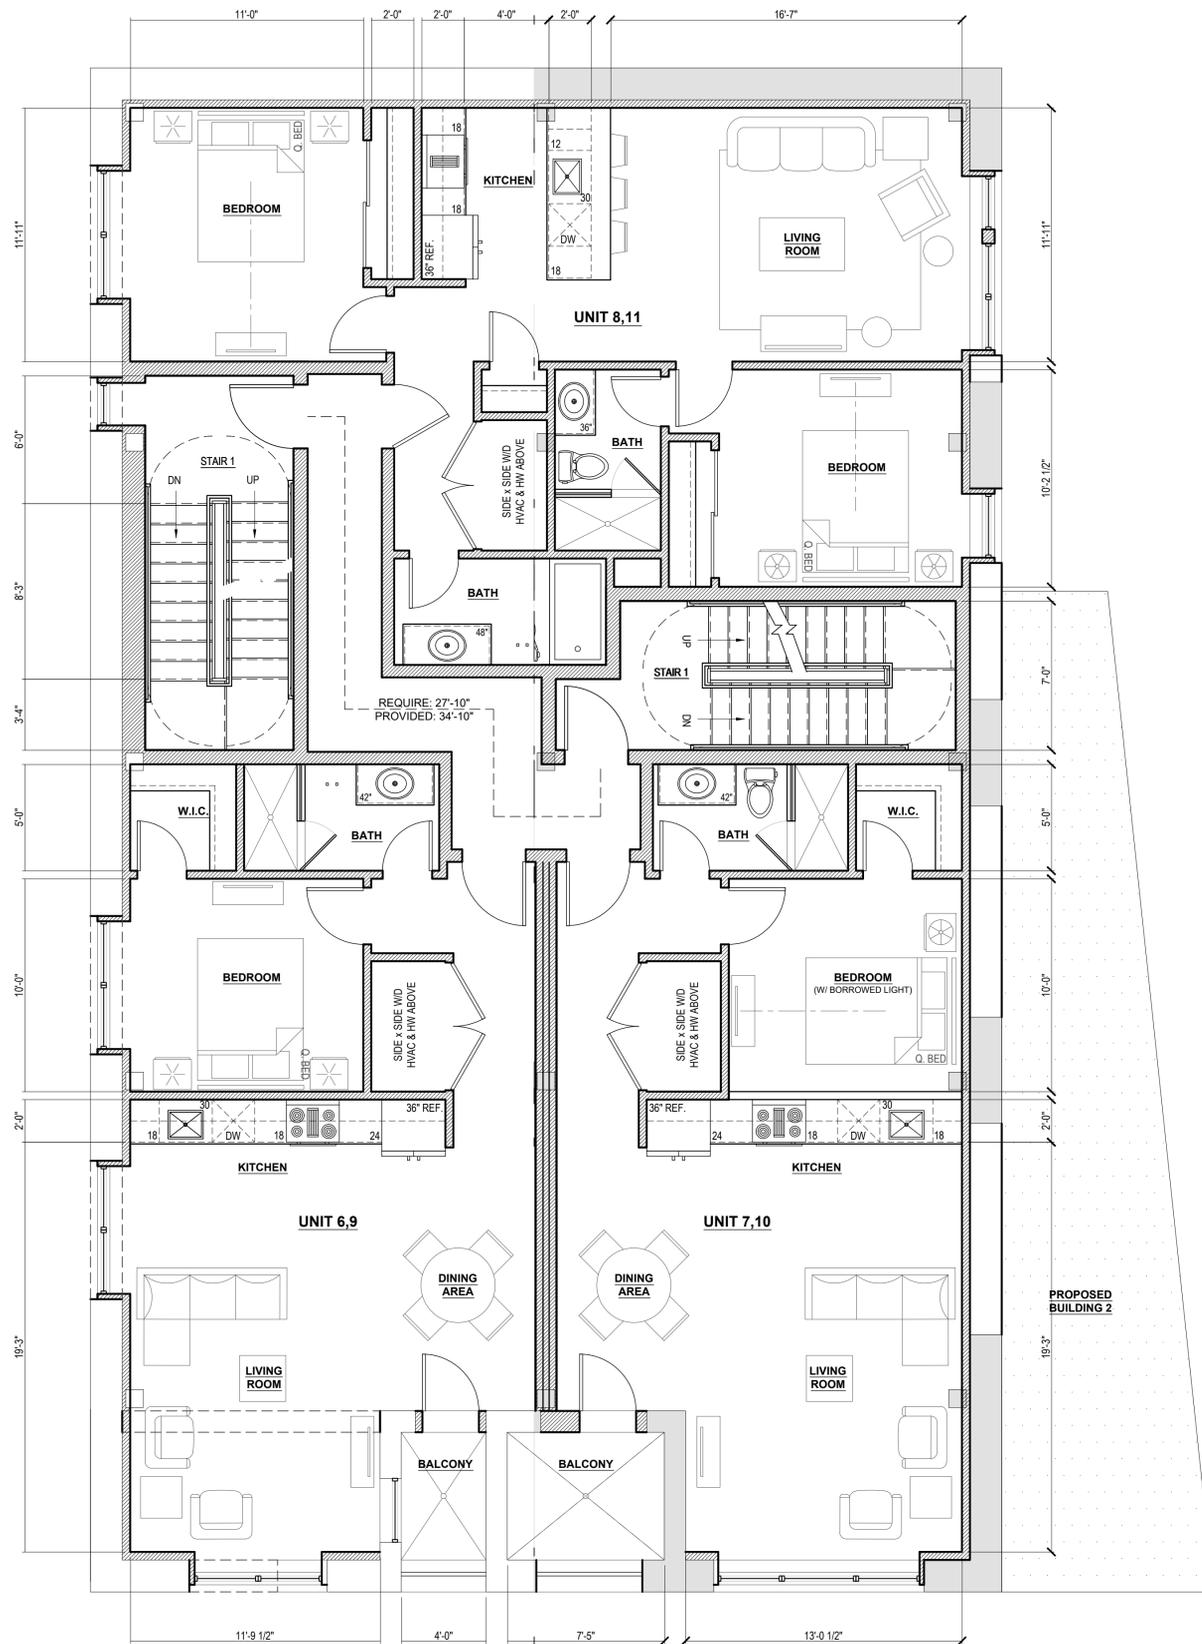 11'-0"
2'-0"
2'-0"
4'-0"
2'-0"
16'-7"
Q. BED
BEDROOM
18
KITCHEN
18
36" REF.
12
30
DW
18
LIVING
ROOM
11'-11"
11'-11"
UNIT 8,11
6'-0"
STAIR 1
DN
UP
SIDE x SIDE W/D
HVAC & HW ABOVE
36"
BATH
BEDROOM
Q. BED
10'-2 1/2"
8'-3"
BATH
48"
UP
STAIR 1
DN
7'-0"
3'-4"
REQUIRE: 27'-10"
PROVIDED: 34'-10"
5'-0"
W.I.C.
42"
BATH
42"
BATH
W.I.C.
5'-0"
10'-0"
BEDROOM
Q. BED
SIDE x SIDE W/D
HVAC & HW ABOVE
SIDE x SIDE W/D
HVAC & HW ABOVE
BEDROOM
(W/ BORROWED LIGHT)
Q. BED
10'-0"
2'-0"
30
18
DW
18
24
36" REF.
36" REF.
24
18
DW
30
18
2'-0"
KITCHEN
KITCHEN
UNIT 6,9
UNIT 7,10
DINING
AREA
DINING
AREA
PROPOSED
BUILDING 2
19'-3"
19'-3"
LIVING
ROOM
LIVING
ROOM
BALCONY
BALCONY
11'-9 1/2"
4'-0"
7'-5"
13'-0 1/2"